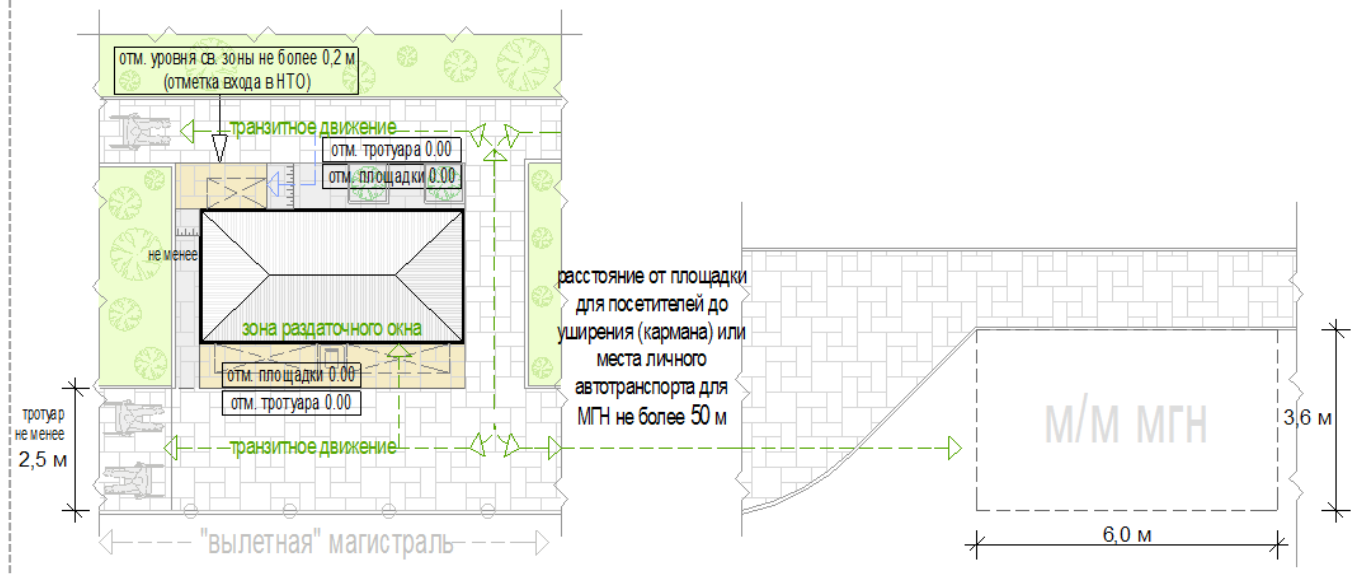 отм. уровня св. зоны не более 0,2 м
(отметка входа в НТО)
транзитное движение
отм. тротуара 0.00
отм. площадки 0.00
не менее
зона раздаточного окна
отм. площадки 0.00
отм. тротуара 0.00
транзитное движение
тротуар
не менее
2,5 м
"вылетная" магистраль
расстояние от площадки
для посетителей до
уширения (кармана) или
места личного
автотранспорта для
МГН не более 50 м
м/м мгн
3,6 м
6,0 м